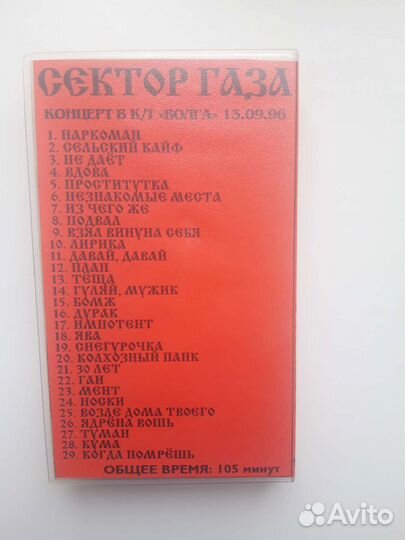 СЕКТОР ГАЗА
КОНЦЕРТ В К/Т «ВОЛГА» 13.09.96
1. НАРКОМАН
2. СЕЛЬСКИЙ КАЙФ
3. НЕ ДАЁТ
4. ВДОВА
5. ПРОСТИТУТКА
6. НЕЗНАКОМЫЕ МЕСТА
7. ИЗ ЧЕГО ЖЕ
8. ПОДВАЛ
9. ВЗЯЛ ВИНУНА СЕБЯ
10. ЛИРИКА
11. ДАВАЙ, ДАВАЙ
12. ПЛАН
13. ТЕЩА
14. ГУЛЯЙ, МУЖИК
15. БОМЖ
16. ДУРАК
17. ИМПОТЕНТ
18. ЯВА
19. СНЕГУРОЧКА
20. КОЛХОЗНЫЙ ПАНК
21. 30 ЛЕТ
22. ГАИ
23. МЕНТ
24. НОСКИ
25. ВОЗЛЕ ДОМА ТВОЕГО
26. ЯДРЕНА ВОШЬ
27. ТУМАН
28. КУМА
29. КОГДА ПОМРЁШЬ
ОБЩЕЕ ВРЕМЯ: 105 минут
Avito